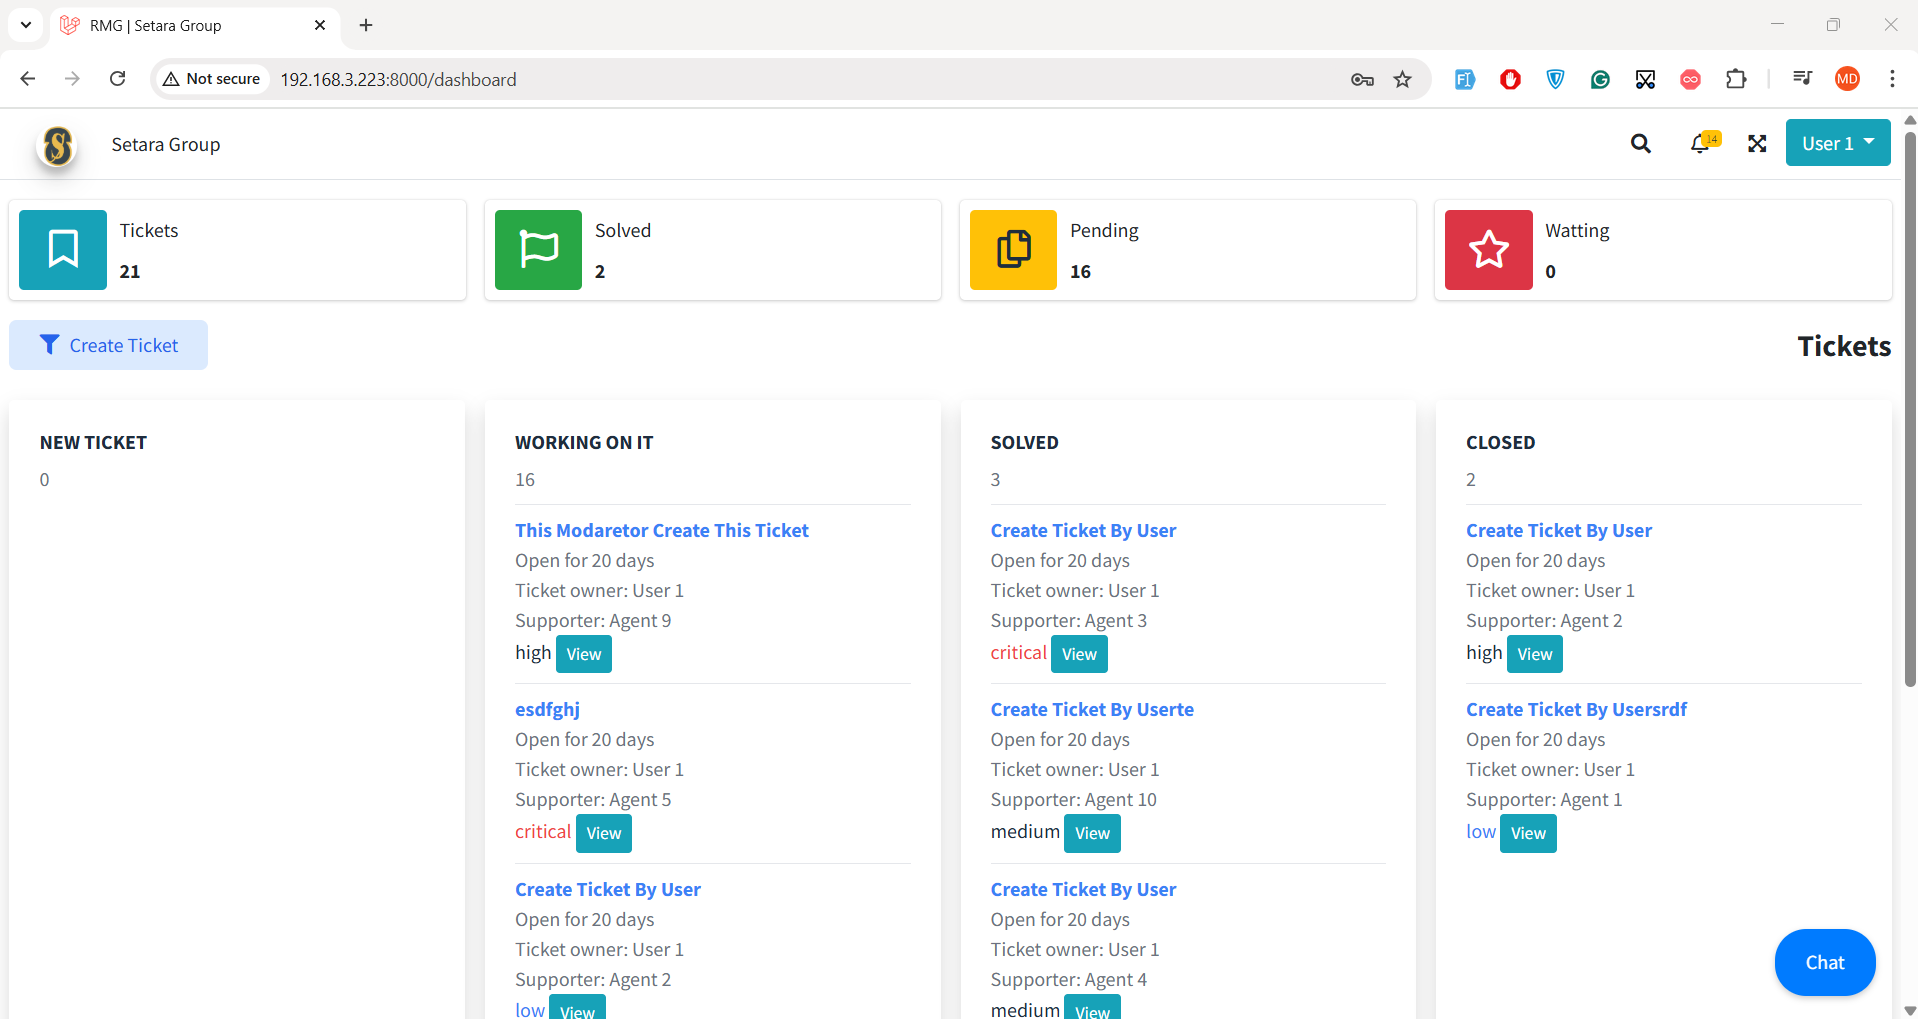 RMG | Setara Group
Not secure
192.168.3.223:8000/dashboard
MD
Setara Group
14
User 1
Tickets
21
Solved
2
Pending
16
Watting
0
Create Ticket
Tickets
NEW TICKET
0
WORKING ON IT
16
This Modaretor Create This Ticket
Open for 20 days
Ticket owner: User 1
Supporter: Agent 9
high View
esdfghj
Open for 20 days
Ticket owner: User 1
Supporter: Agent 5
critical View
Create Ticket By User
Open for 20 days
Ticket owner: User 1
Supporter: Agent 2
low View
SOLVED
3
Create Ticket By User
Open for 20 days
Ticket owner: User 1
Supporter: Agent 3
critical View
Create Ticket By Userte
Open for 20 days
Ticket owner: User 1
Supporter: Agent 10
medium View
Create Ticket By User
Open for 20 days
Ticket owner: User 1
Supporter: Agent 4
medium View
CLOSED
2
Create Ticket By User
Open for 20 days
Ticket owner: User 1
Supporter: Agent 2
high View
Create Ticket By Usersrdf
Open for 20 days
Ticket owner: User 1
Supporter: Agent 1
low View
Chat